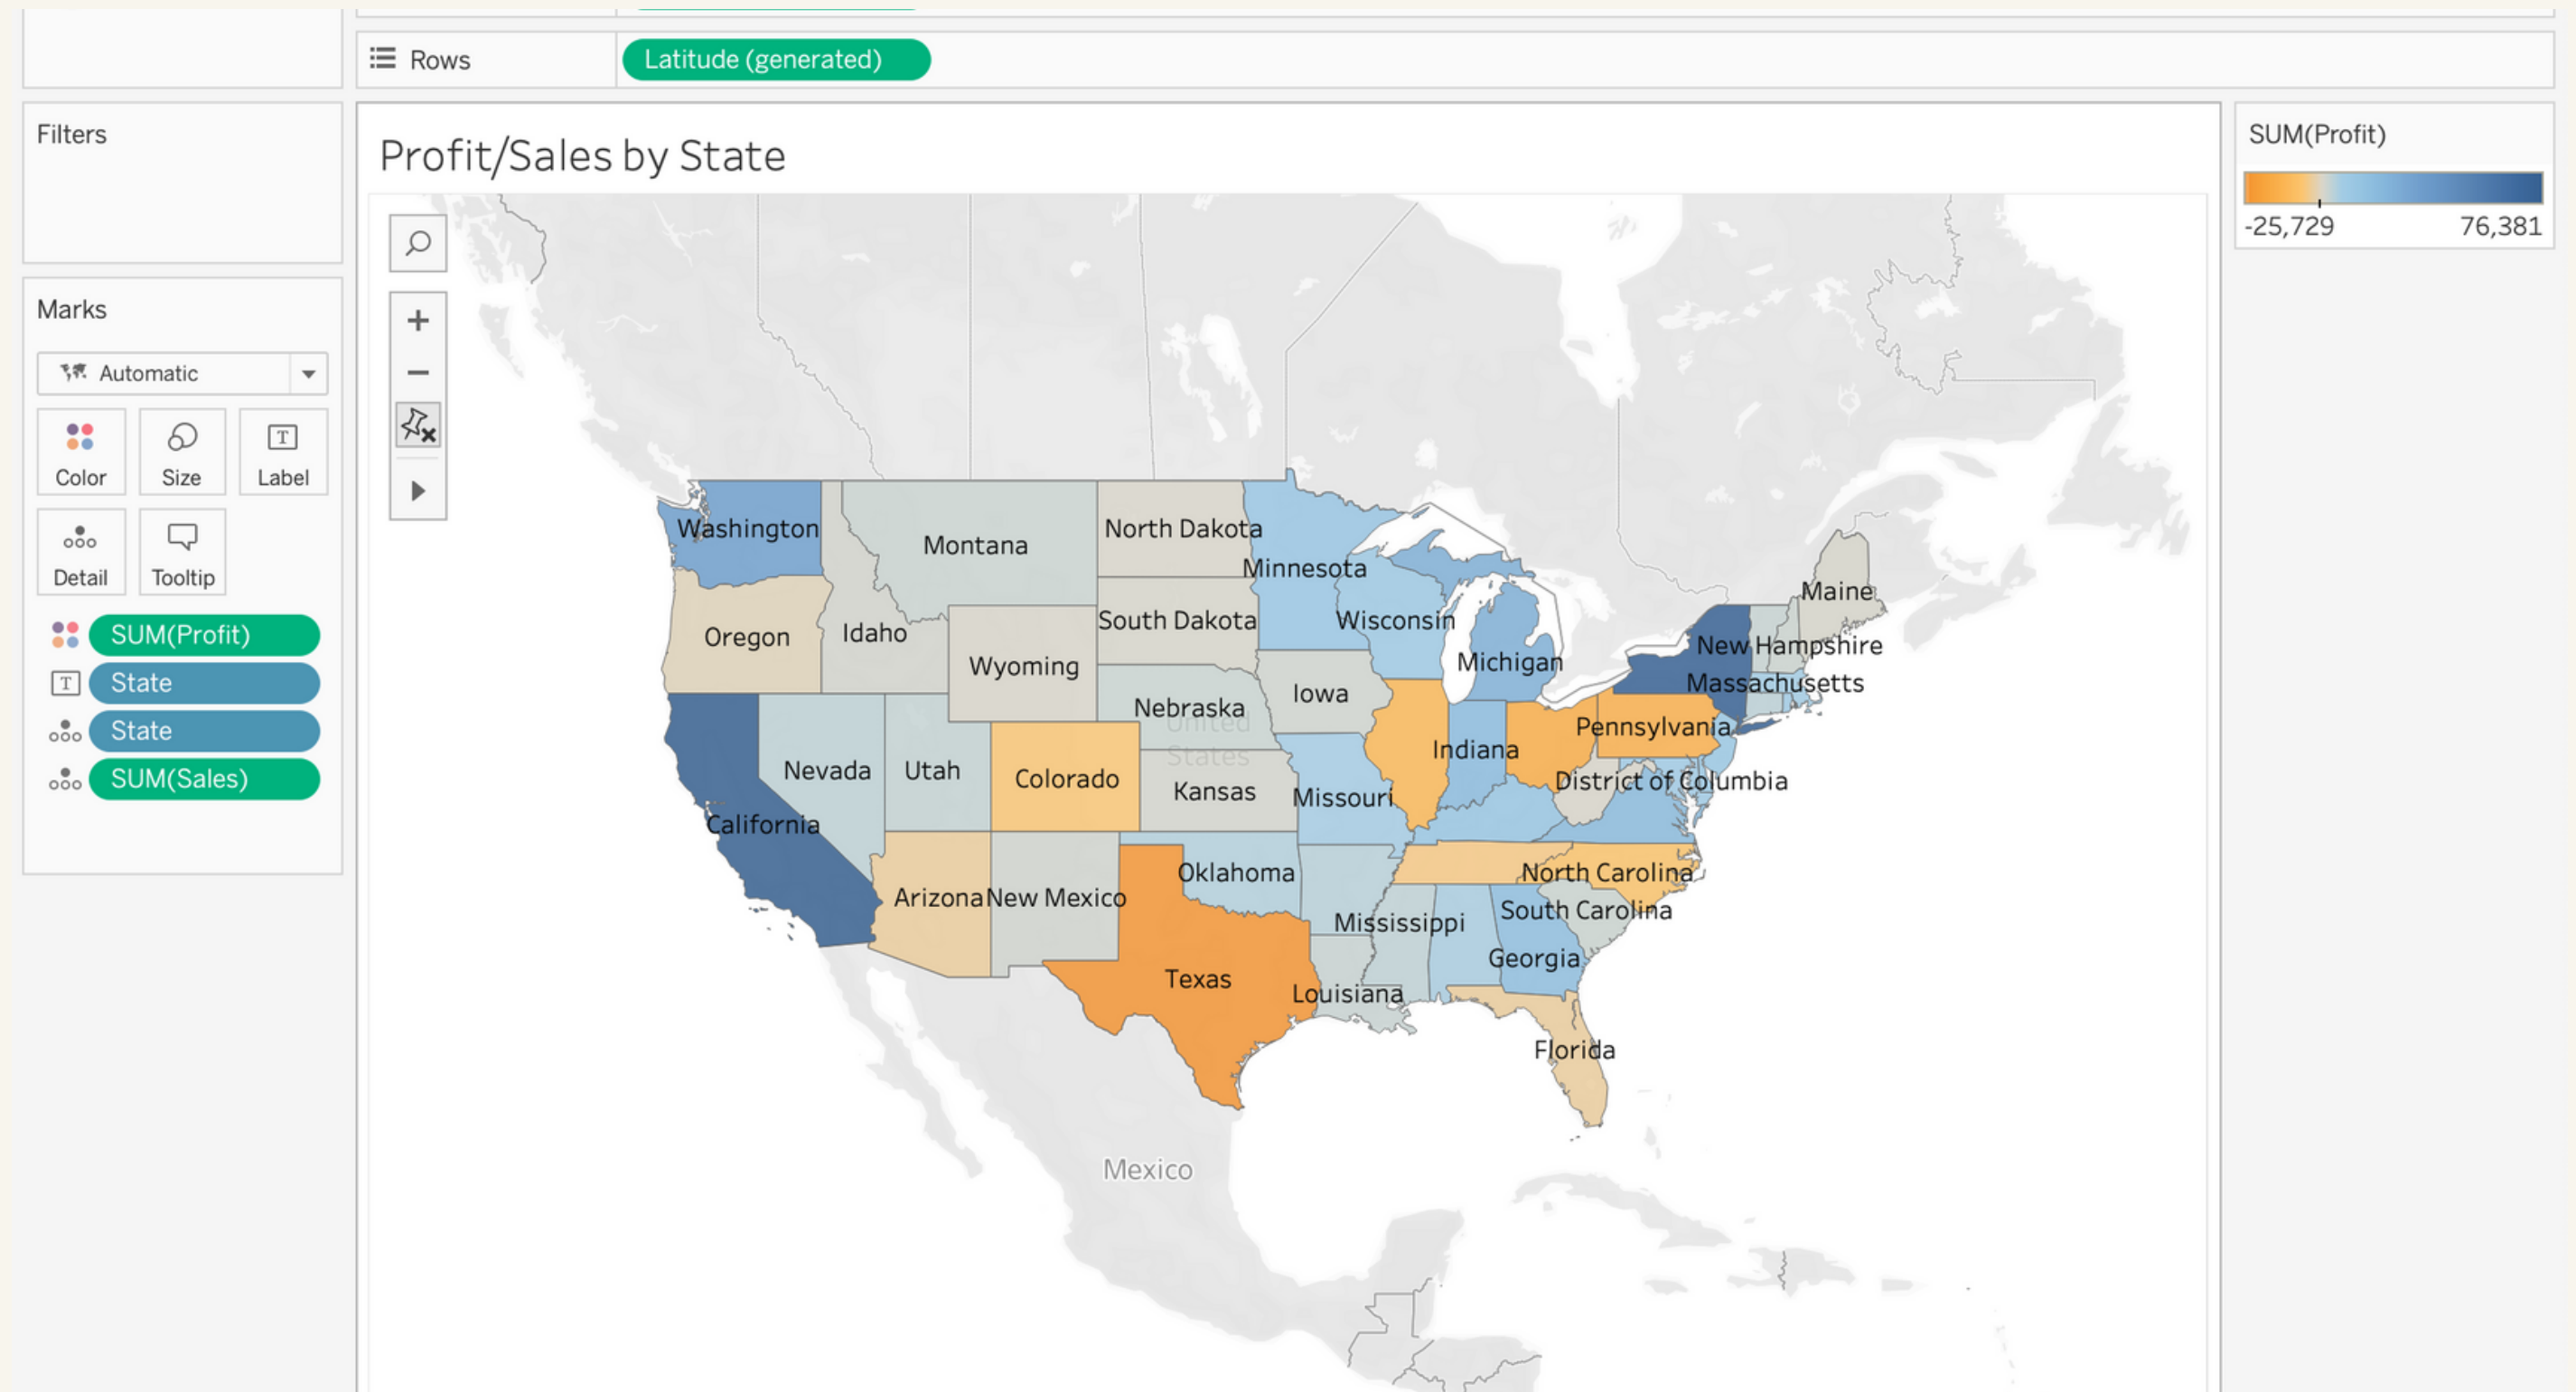 Rows
Latitude (generated)
Filters
Profit/Sales by State
SUM(Profit)
-25,729
76,381
Marks
Automatic
Color
Size
T
Label
Detail
Tooltip
SUM(Profit)
T
State
State
SUM(Sales)
+
−
Washington
Montana
North Dakota
Minnesota
Maine
Oregon
Idaho
Wyoming
South Dakota
Wisconsin
Michigan
New Hampshire
Massachusetts
Nebraska
Iowa
United
States
Pennsylvania
Indiana
Nevada
Utah
Colorado
Kansas
Missouri
District of Columbia
California
Arizona
New Mexico
Oklahoma
North Carolina
South Carolina
Mississippi
Georgia
Texas
Louisiana
Florida
Mexico